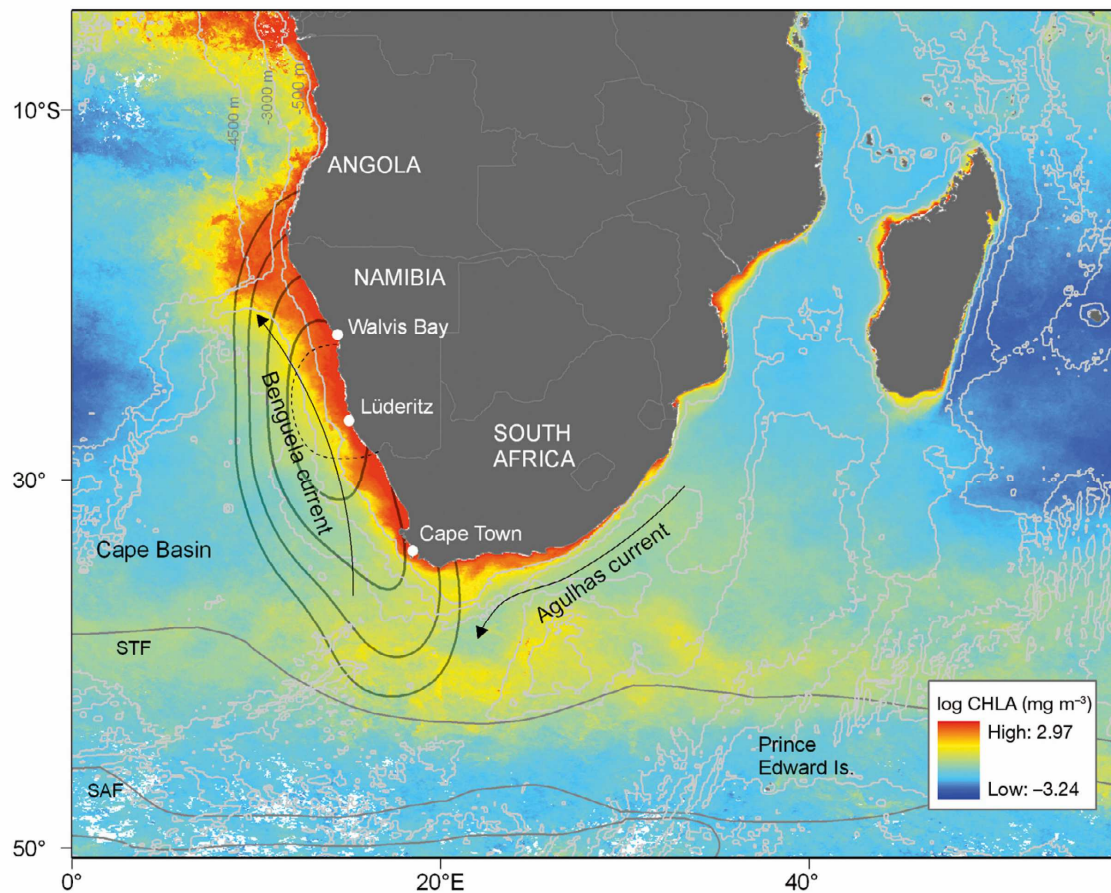 10°S
30°
50°
0°
20°E
40°
-4500 m
-3000 m
-500 m
ANGOLA
NAMIBIA
Walvis Bay
Lüderitz
Benguela current
SOUTH
AFRICA
Cape Town
Cape Basin
Agulhas current
STF
SAF
Prince
Edward Is.
log CHLA (mg m⁻³)
High: 2.97
Low: –3.24